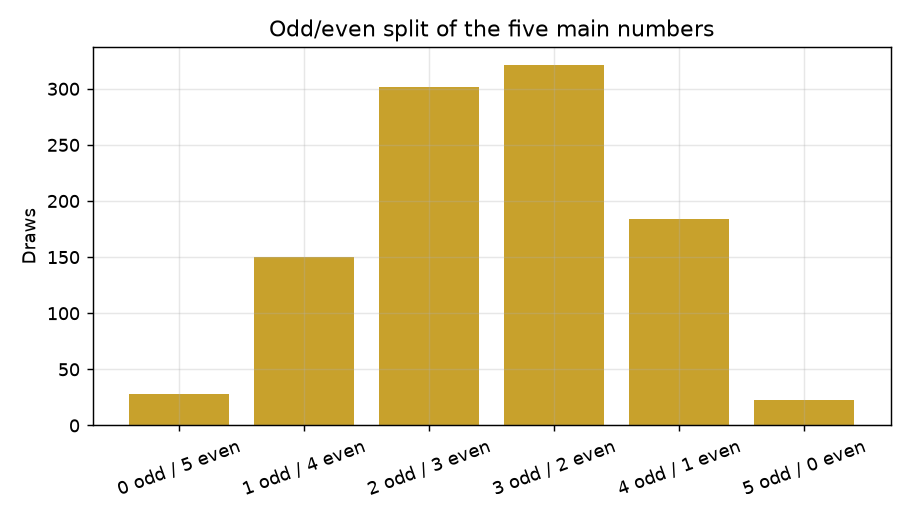 Odd/even split of the five main numbers
Draws
300
250
200
150
100
50
0
0 odd / 5 even
1 odd / 4 even
2 odd / 3 even
3 odd / 2 even
4 odd / 1 even
5 odd / 0 even